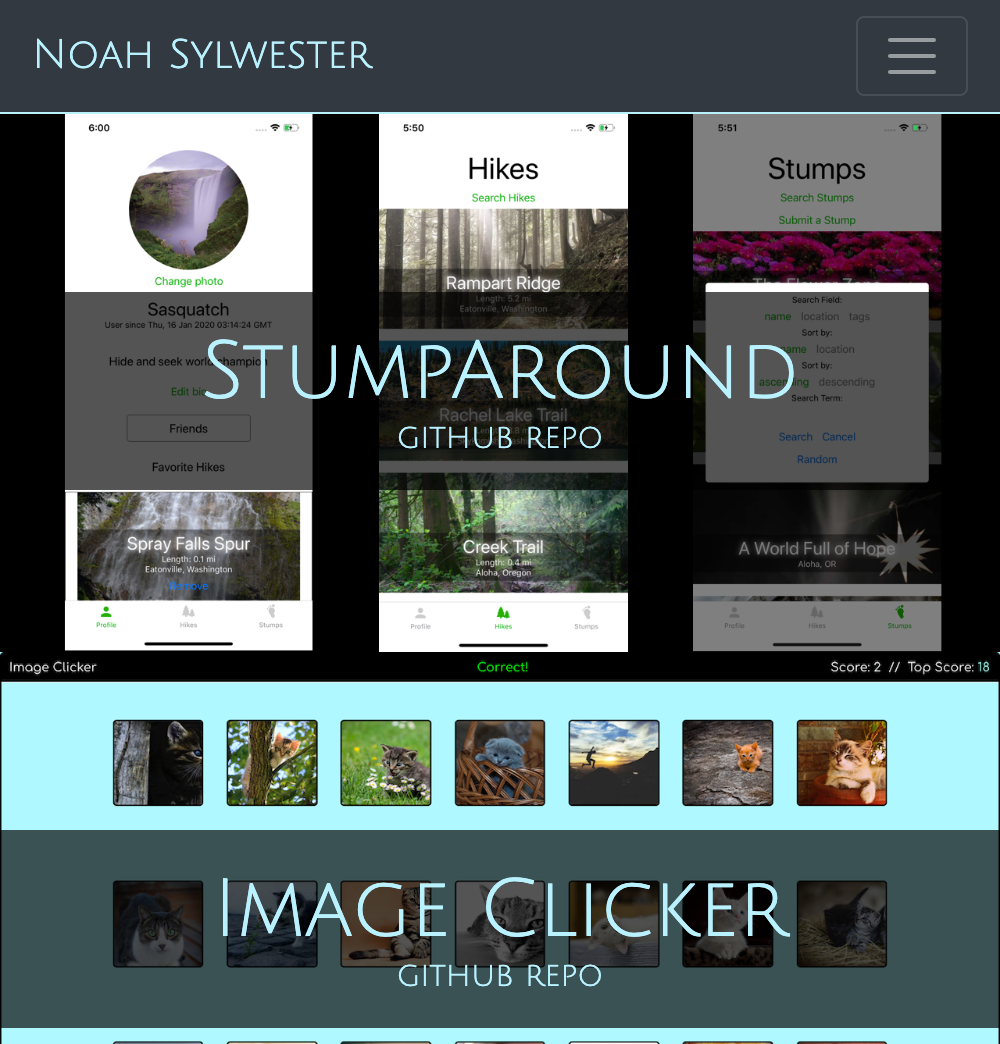 Noah Sylwester
6:00
Change photo
Sasquatch
User since Thu, 16 Jan 2020 03:14:24 GMT
Hide and seek world champion
Edit bio
Friends
Favorite Hikes
Spray Falls Spur
Length: 0.1 mi
Eatonville, Washington
Remove
Profile
Hikes
Stumps
5:50
Hikes
Search Hikes
Rampart Ridge
Length: 5.2 mi
Eatonville, Washington
Rachel Lake Trail
Creek Trail
Length: 0.4 mi
Aloha, Oregon
Profile
Hikes
Stumps
5:51
Stumps
Search Stumps
Submit a Stump
The Flower Zone
Search Field:
name location tags
Sort by:
name location
Sort by:
ascending descending
Search Term:
Search Cancel
Random
A World Full of Hope
Aloha, OR
Profile
Hikes
Stumps
StumpAround
GitHub Repo
Image Clicker
Correct!
Score: 2 // Top Score: 18
Image Clicker
GitHub Repo